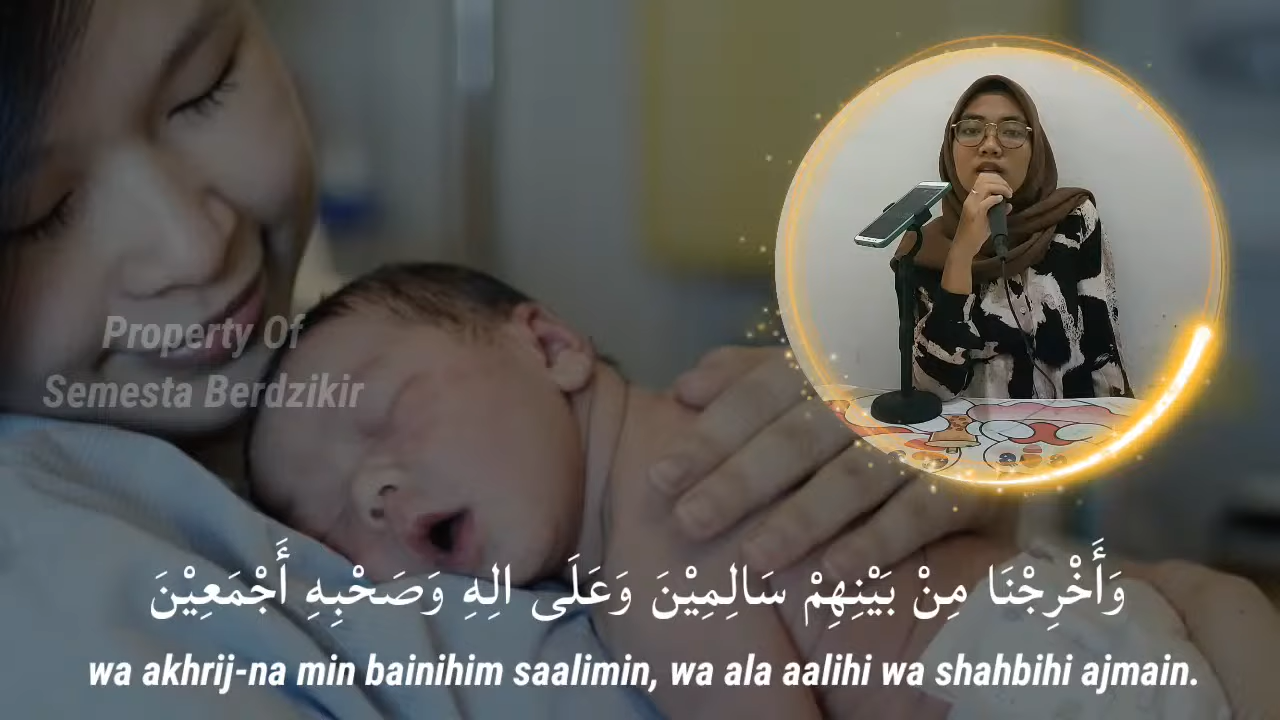 Property Of
Semesta Berdzikir
وَأَخْرِجْنَا مِنْ بَيْنِهِمْ سَالِمِيْنَ وَعَلَى الِهِ وَصَحْبِهِ أَجْمَعِيْنَ
wa akhrij-na min bainihim saalimin, wa ala aalihi wa shahbihi ajmain.